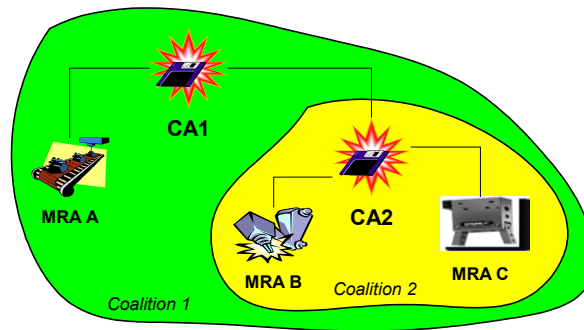 CA1
MRA A
CA2
MRA B
MRA C
Coalition 2
Coalition 1